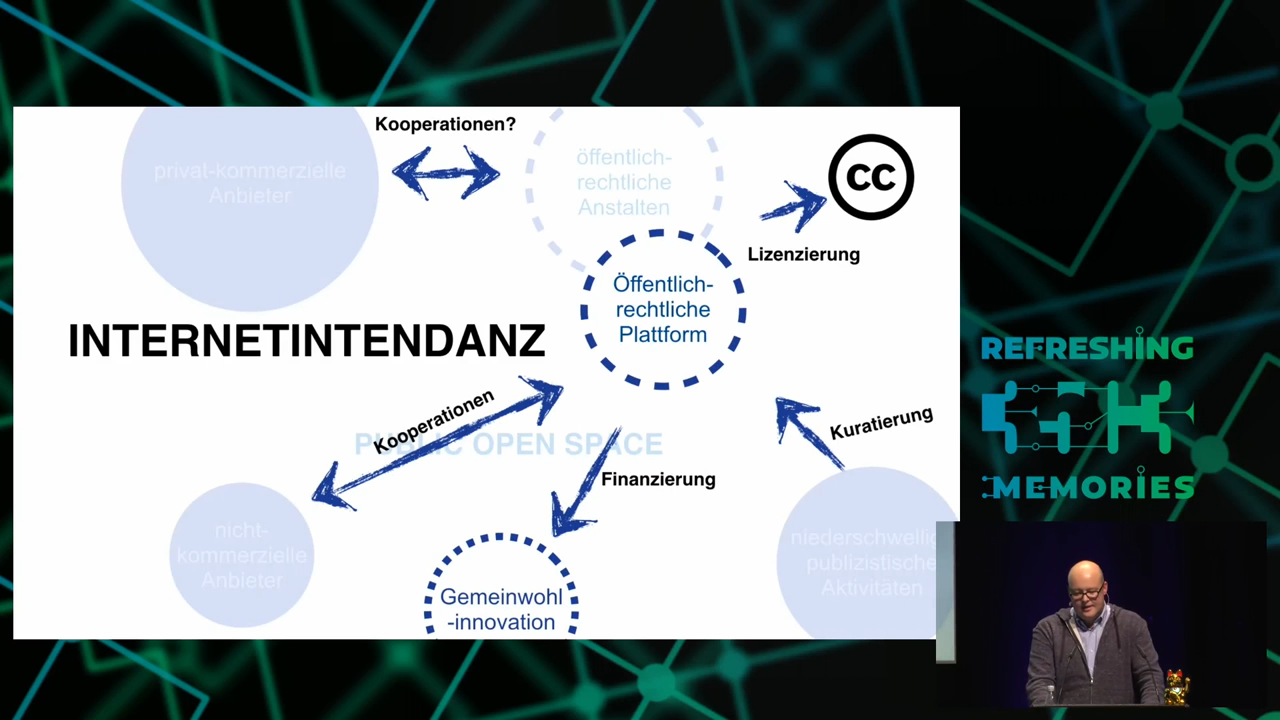 Kooperationen?
privat-kommerzielle
Anbieter
öffentlich-
rechtliche
Anstalten
CC
Lizenzierung
Öffentlich-
rechtliche
Plattform
INTERNETINTENDANZ
Kooperationen
PUBLIC OPEN SPACE
Kuratierung
Finanzierung
nicht-
kommerzielle
Anbieter
Gemeinwohl
-innovation
niederschwellig
publizistische
Aktivitäten
REFRESHING
MEMORIES